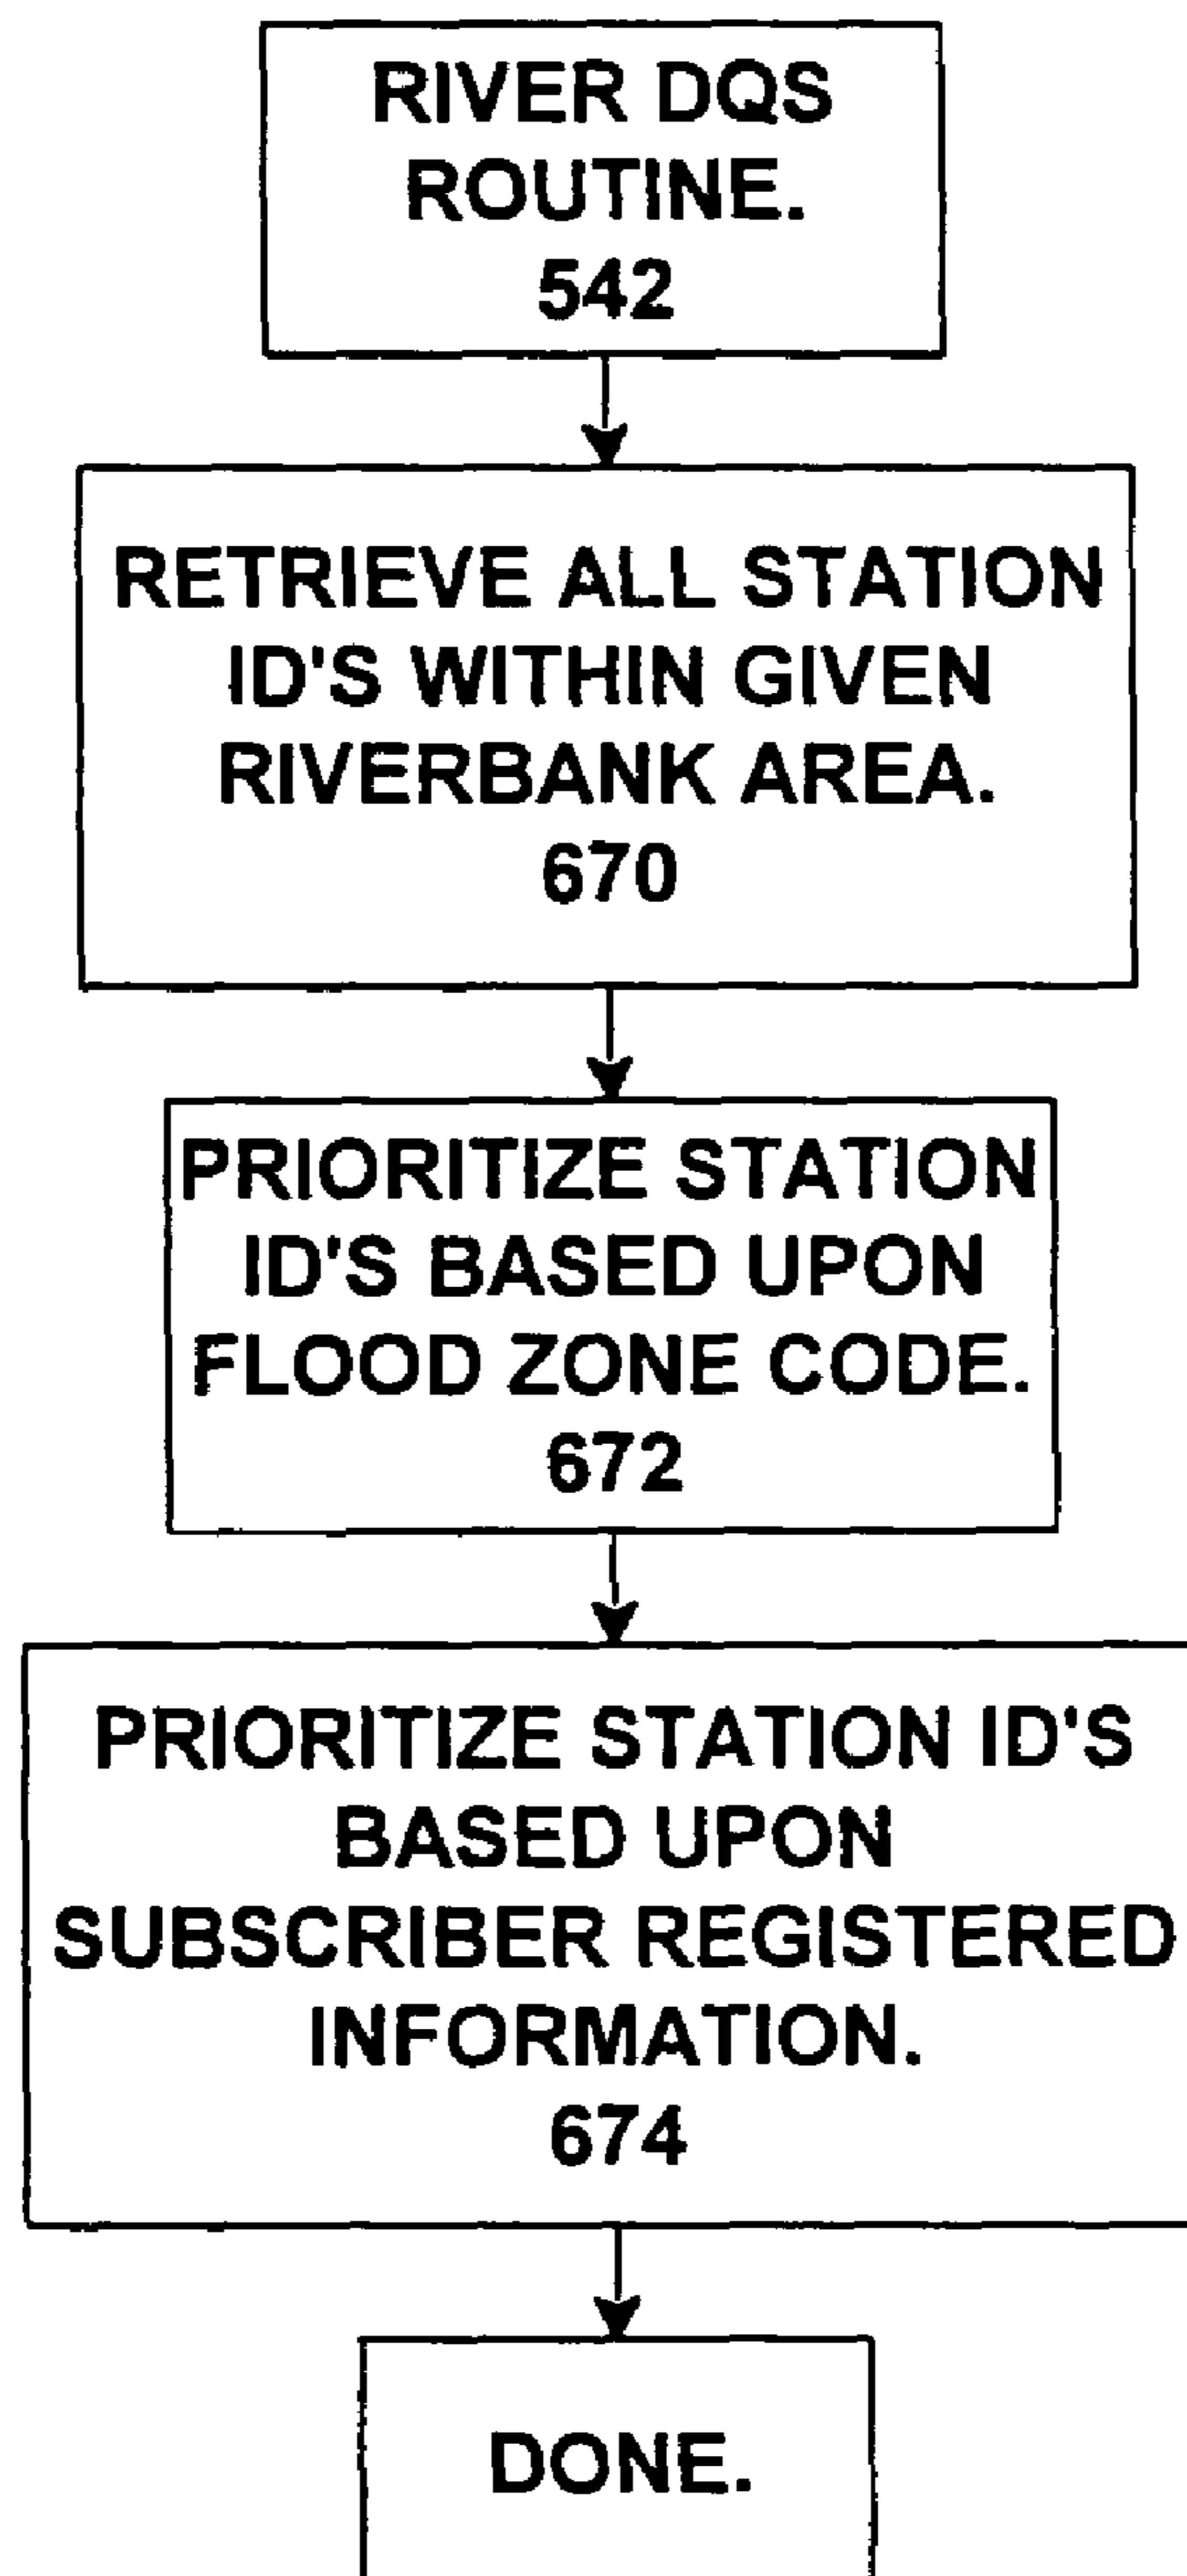 RIVER DQS
ROUTINE.
542
RETRIEVE ALL STATION
ID'S WITHIN GIVEN
RIVERBANK AREA.
670
PRIORITIZE STATION
ID'S BASED UPON
FLOOD ZONE CODE.
672
PRIORITIZE STATION ID'S
BASED UPON
SUBSCRIBER REGISTERED
INFORMATION.
674
DONE.